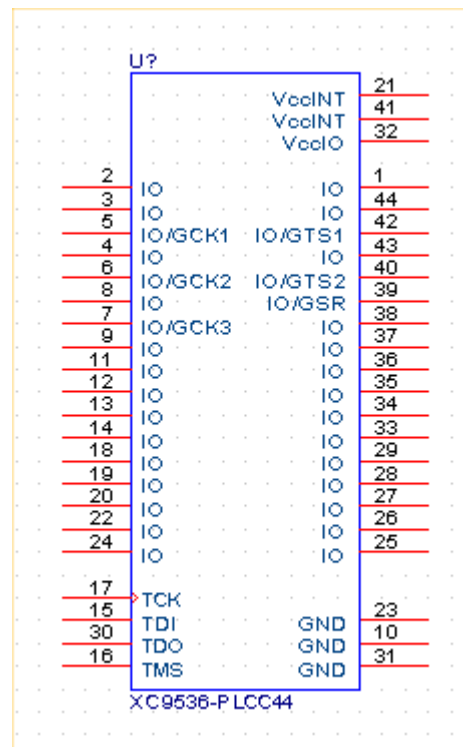 U?
VccINT 21
VccINT 41
VccIO 32
2 IO IO 1
3 IO IO 44
5 IO/GCK1 IO/GTS1 42
4 IO IO 43
6 IO/GCK2 IO/GTS2 40
8 IO IO/GSR 39
7 IO/GCK3 IO 38
9 IO IO 37
11 IO IO 36
12 IO IO 35
13 IO IO 34
14 IO IO 33
18 IO IO 29
19 IO IO 28
20 IO IO 27
22 IO IO 26
24 IO IO 25
17 TCK
15 TDI GND 23
30 TDO GND 10
16 TMS GND 31
XC9536-PLCC44